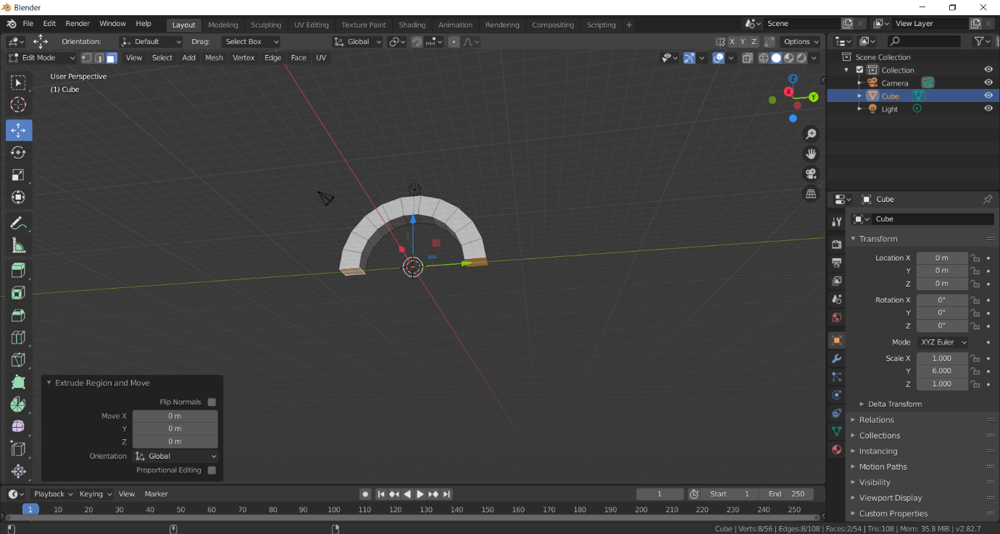 Blender
File Edit Render Window Help Layout Modeling Sculpting UV Editing Texture Paint Shading Animation Rendering Compositing Scripting + Scene View Layer
Orientation: Default Drag: Select Box Global X Y Z Options
Edit Mode View Select Add Mesh Vertex Edge Face UV
User Perspective
(1) Cube
Z
X
Y
Scene Collection
Collection
Camera
Cube
Light
Cube
Cube
Transform
Location X 0 m
Y 0 m
Z 0 m
Rotation X 0°
Y 0°
Z 0°
Mode XYZ Euler
Scale X 1.000
Y 6.000
Z 1.000
Delta Transform
Relations
Collections
Instancing
Motion Paths
Visibility
Viewport Display
Custom Properties
Extrude Region and Move
Flip Normals
Move X 0 m
Y 0 m
Z 0 m
Orientation Global
Proportional Editing
Playback Keying View Marker 1 Start 1 End 250
1 10 20 30 40 50 60 70 80 90 100 110 120 130 140 150 160 170 180 190 200 210 220 230 240 250
Cube | Verts:8/56 | Edges:8/108 | Faces:2/54 | Tris:108 | Mem: 35.8 MiB | v2.82.7